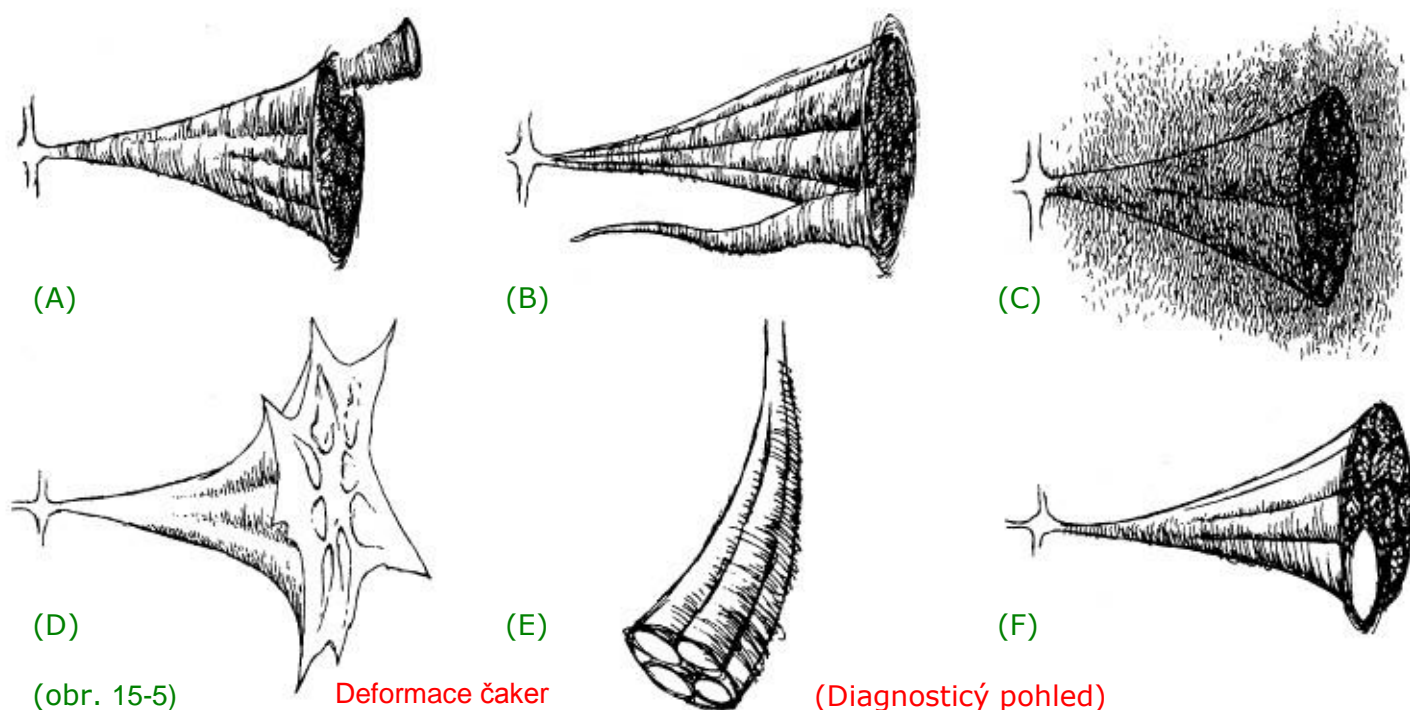 (A)
(B)
(C)
(D)
(E)
(F)
(obr. 15-5) Deformace čaker (Diagnosticý pohled)